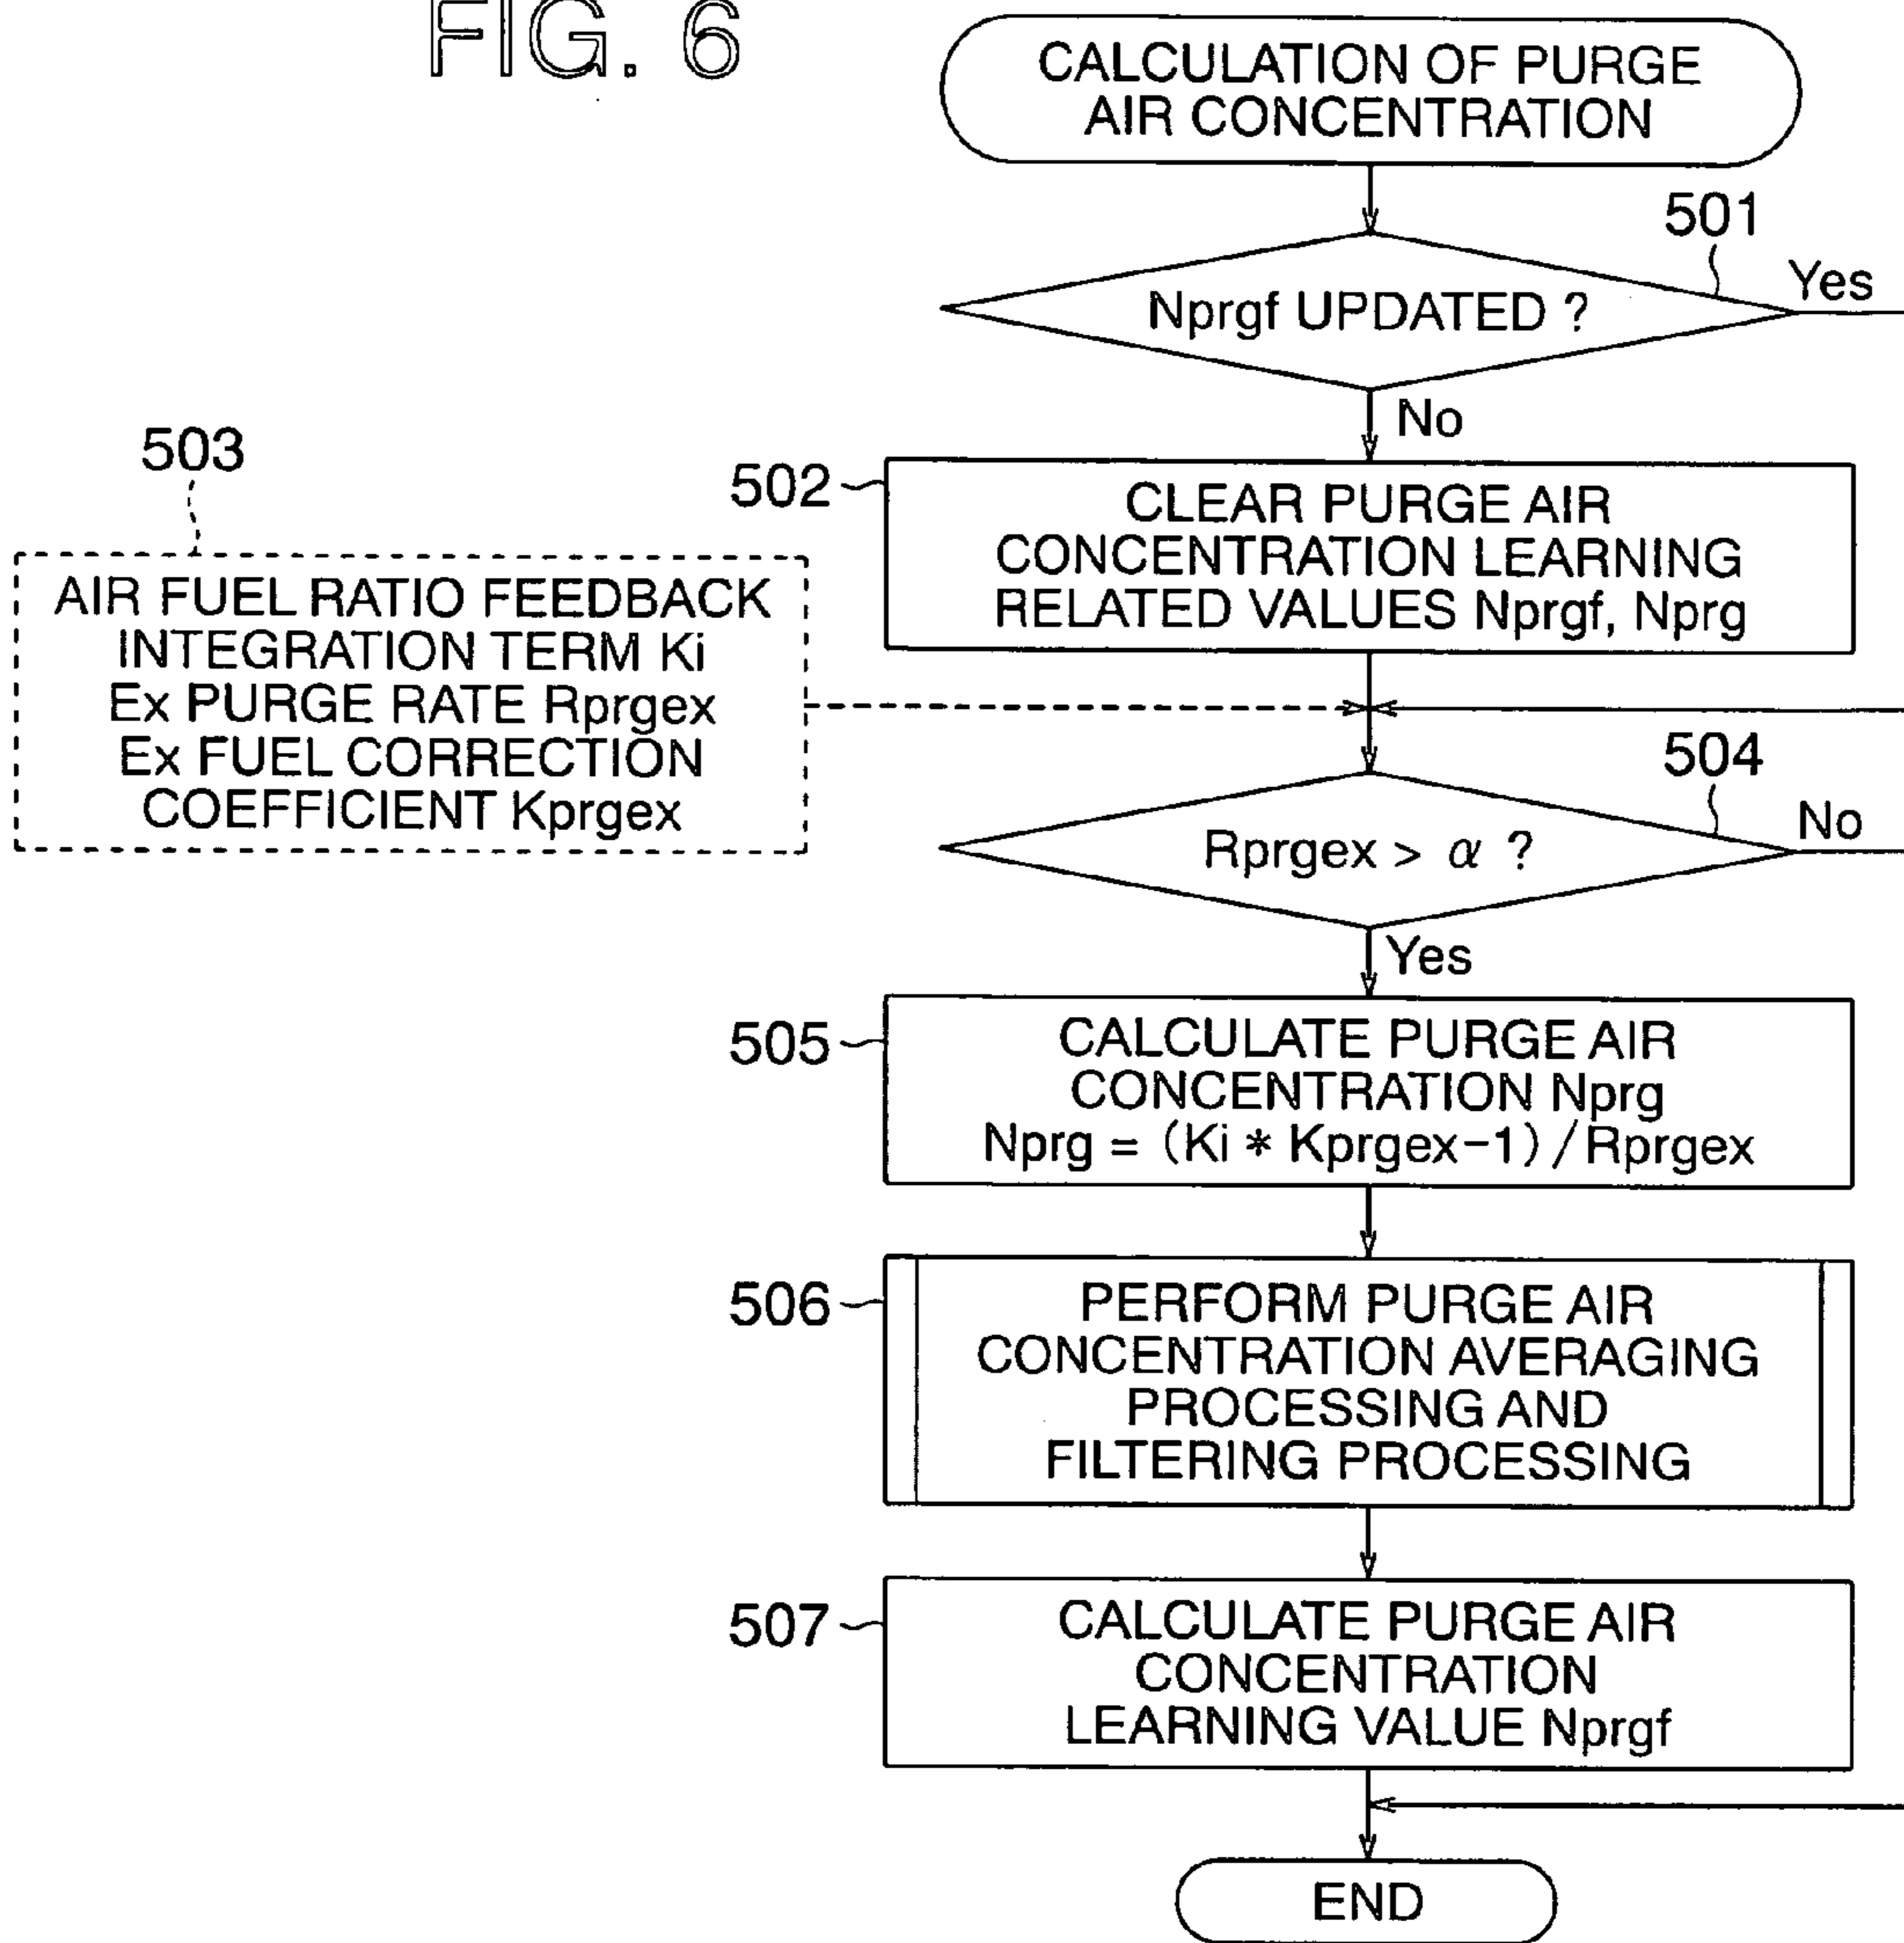 FIG. 6
CALCULATION OF PURGE
AIR CONCENTRATION
501
Nprgf UPDATED ?
Yes
No
502
CLEAR PURGE AIR
CONCENTRATION LEARNING
RELATED VALUES Nprgf, Nprg
503
AIR FUEL RATIO FEEDBACK
INTEGRATION TERM Ki
Ex PURGE RATE Rprgex
Ex FUEL CORRECTION
COEFFICIENT Kprgex
504
Rprgex > α ?
No
Yes
505
CALCULATE PURGE AIR
CONCENTRATION Nprg
Nprg = (Ki * Kprgex-1)/Rprgex
506
PERFORM PURGE AIR
CONCENTRATION AVERAGING
PROCESSING AND
FILTERING PROCESSING
507
CALCULATE PURGE AIR
CONCENTRATION
LEARNING VALUE Nprgf
END